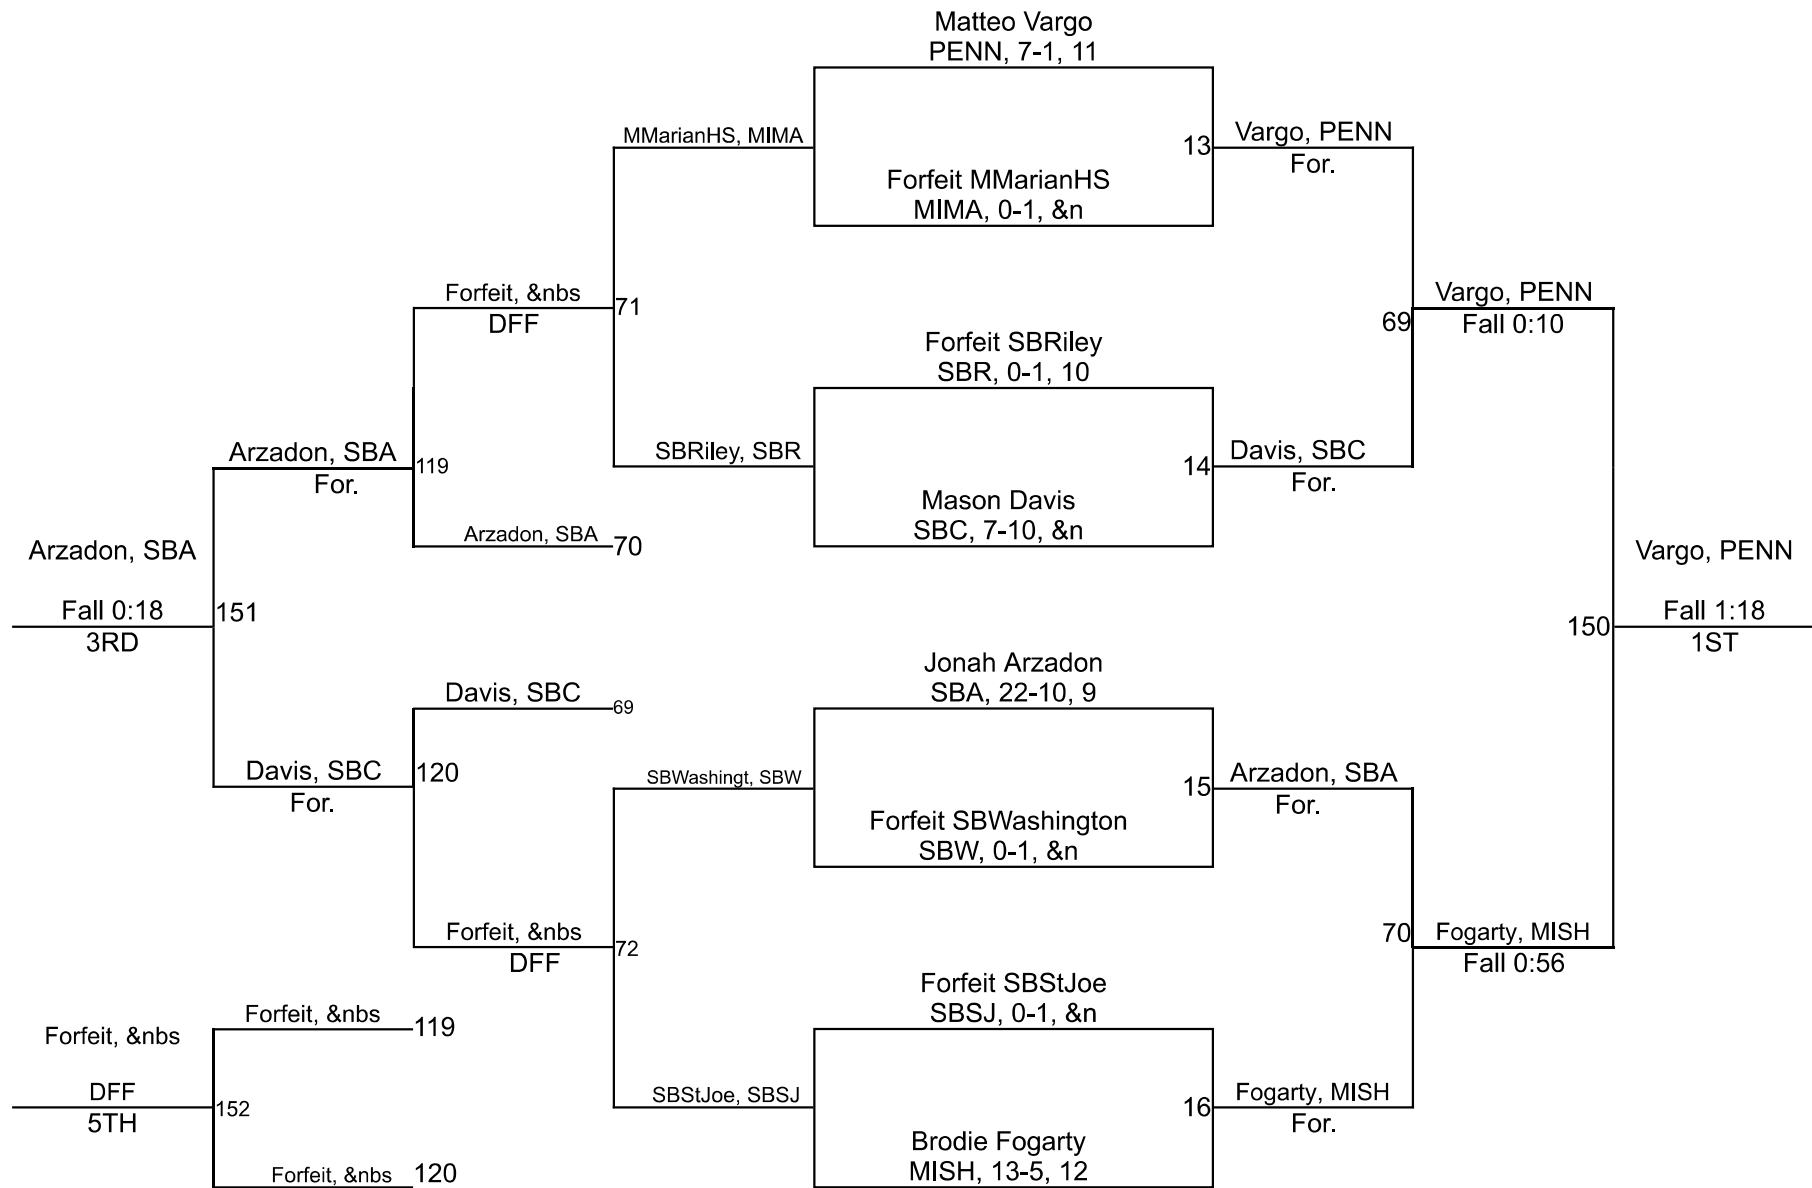 Matteo Vargo
PENN, 7-1, 11
MMarianHS, MIMA
13
Vargo, PENN
For.
Forfeit MMarianHS
MIMA, 0-1, &n
Forfeit, &nbs
DFF
71
Vargo, PENN
Fall 0:10
69
Forfeit SBRiley
SBR, 0-1, 10
Arzadon, SBA
For.
119
SBRiley, SBR
14
Davis, SBC
For.
Mason Davis
SBC, 7-10, &n
Arzadon, SBA
70
Arzadon, SBA
Fall 0:18
3RD
151
Vargo, PENN
Fall 1:18
1ST
150
Jonah Arzadon
SBA, 22-10, 9
Davis, SBC
69
Davis, SBC
For.
120
SBWashingt, SBW
15
Arzadon, SBA
For.
Forfeit SBWashington
SBW, 0-1, &n
Forfeit, &nbs
DFF
72
70
Fogarty, MISH
Fall 0:56
Forfeit SBStJoe
SBSJ, 0-1, &n
Forfeit, &nbs
119
Forfeit, &nbs
DFF
5TH
152
SBStJoe, SBSJ
16
Fogarty, MISH
For.
Brodie Fogarty
MISH, 13-5, 12
Forfeit, &nbs
120